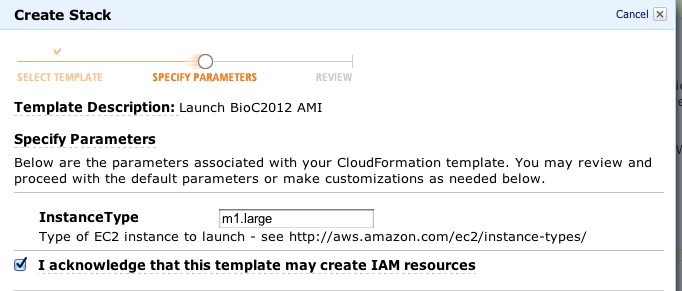 Create Stack
Cancel
SELECT TEMPLATE SPECIFY PARAMETERS REVIEW
Template Description: Launch BioC2012 AMI
Specify Parameters
Below are the parameters associated with your CloudFormation template. You may review and
proceed with the default parameters or make customizations as needed below.
InstanceType m1.large
Type of EC2 instance to launch - see http://aws.amazon.com/ec2/instance-types/
I acknowledge that this template may create IAM resources